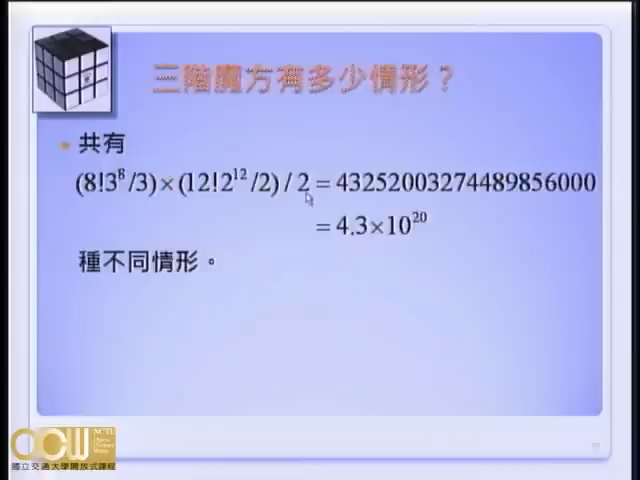 三階魔方有多少情形？
共有
(8!3⁸/3)×(12!2¹²/2)/2=43252003274489856000
=4.3×10²⁰
種不同情形。
OCW
NCTU
國立交通大學開放式課程